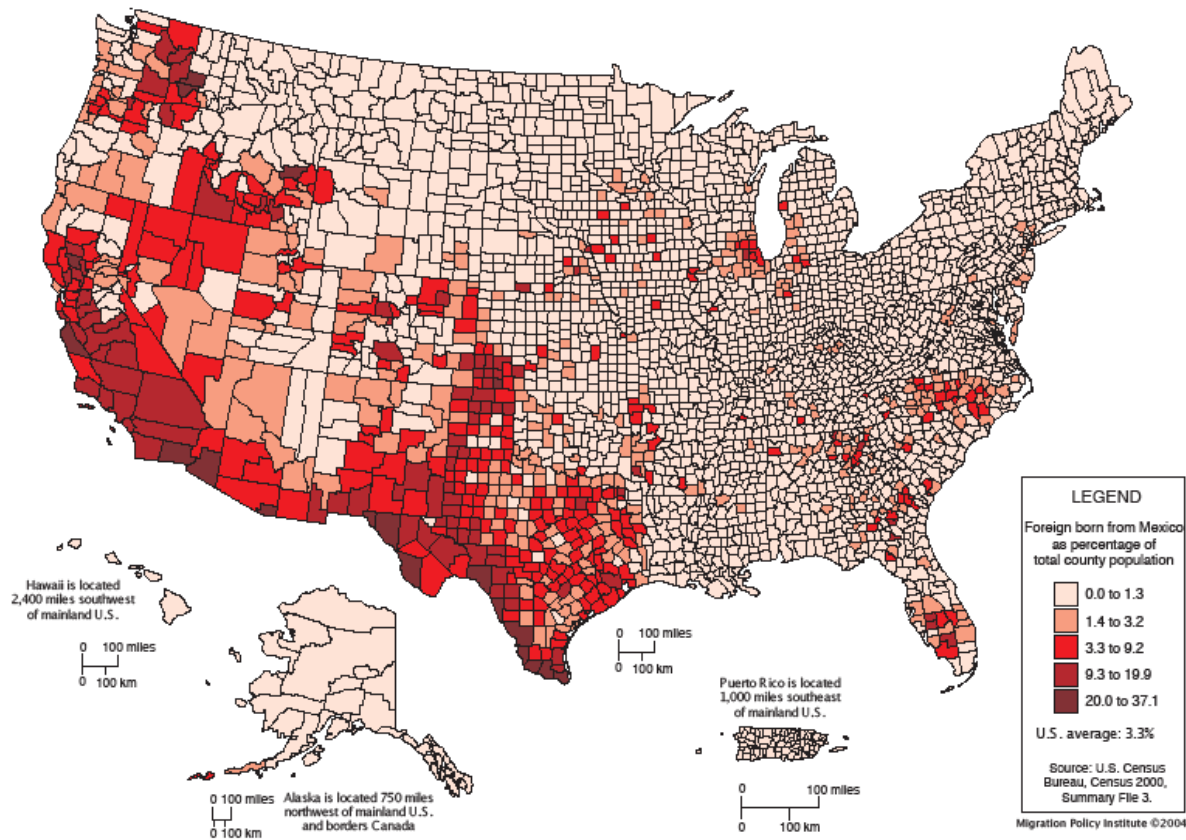 Hawaii is located
2,400 miles southwest
of mainland U.S.
0 100 miles
0 100 km
0 100 miles
0 100 km
Alaska is located 750 miles
northwest of mainland U.S.
and borders Canada
0 100 miles
0 100 km
Puerto Rico is located
1,000 miles southeast
of mainland U.S.
0 100 miles
0 100 km
LEGEND
Foreign born from Mexico
as percentage of
total county population
0.0 to 1.3
1.4 to 3.2
3.3 to 9.2
9.3 to 19.9
20.0 to 37.1
U.S. average: 3.3%
Source: U.S. Census
Bureau, Census 2000,
Summary File 3.
Migration Policy Institute ©2004